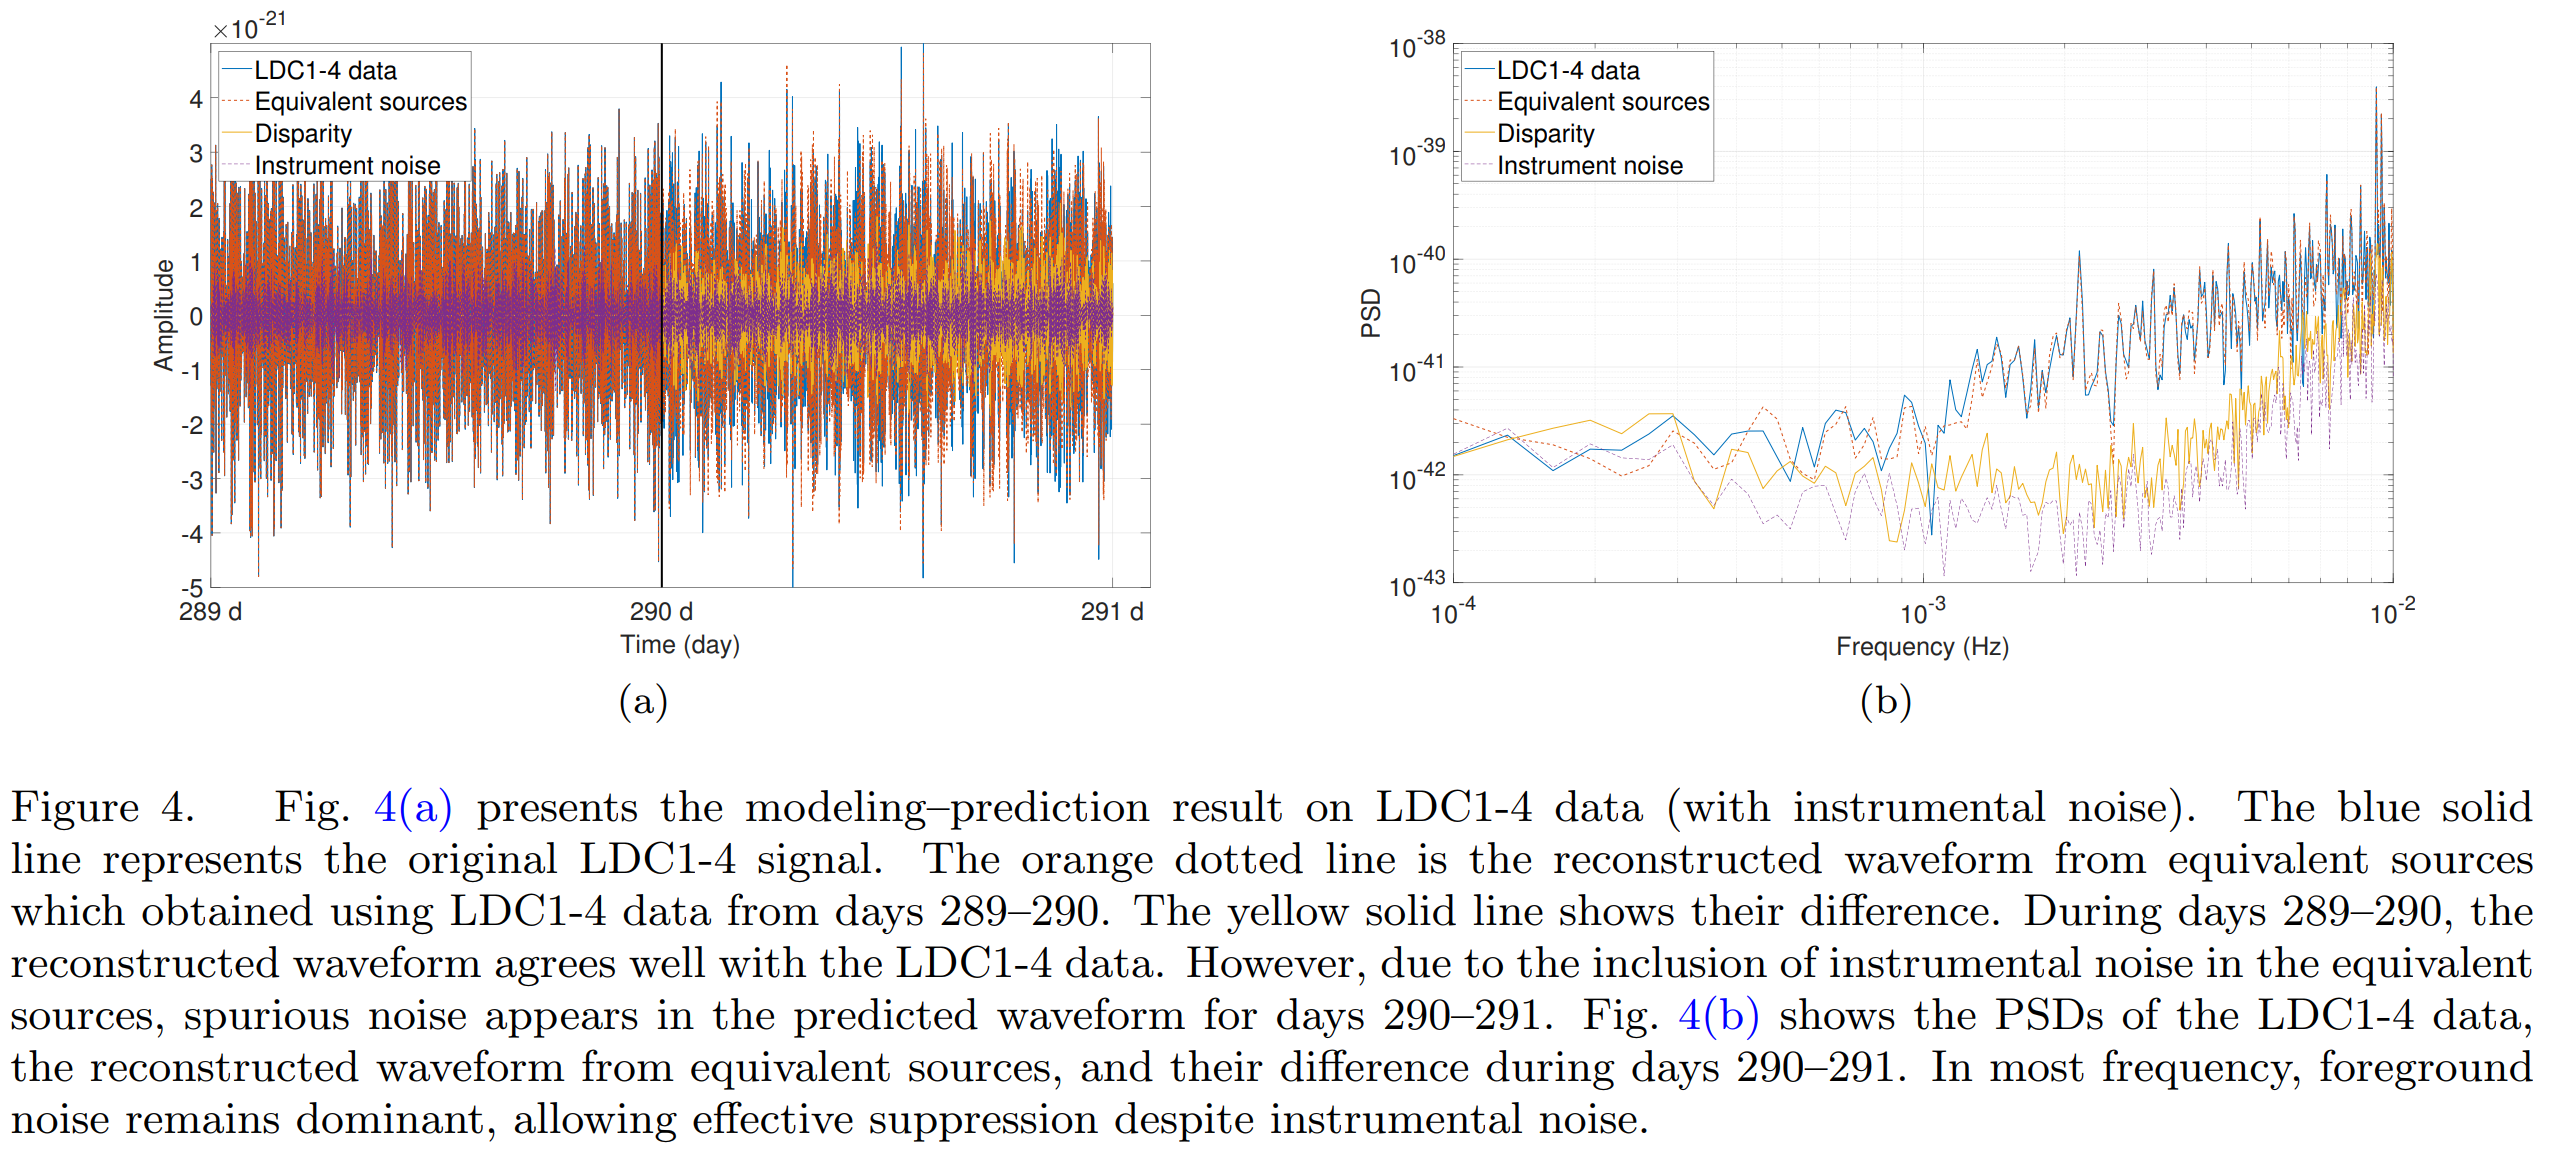 ×10-21
LDC1-4 data
Equivalent sources
Disparity
Instrument noise
4
3
2
1
0
-1
-2
-3
-4
-5
Amplitude
289 d
290 d
291 d
Time (day)
(a)
10-38
10-39
10-40
10-41
10-42
10-43
LDC1-4 data
Equivalent sources
Disparity
Instrument noise
PSD
10-4
10-3
10-2
Frequency (Hz)
(b)
Figure 4. Fig. 4(a) presents the modeling–prediction result on LDC1-4 data (with instrumental noise). The blue solid
line represents the original LDC1-4 signal. The orange dotted line is the reconstructed waveform from equivalent sources
which obtained using LDC1-4 data from days 289–290. The yellow solid line shows their difference. During days 289–290, the
reconstructed waveform agrees well with the LDC1-4 data. However, due to the inclusion of instrumental noise in the equivalent
sources, spurious noise appears in the predicted waveform for days 290–291. Fig. 4(b) shows the PSDs of the LDC1-4 data,
the reconstructed waveform from equivalent sources, and their difference during days 290–291. In most frequency, foreground
noise remains dominant, allowing effective suppression despite instrumental noise.